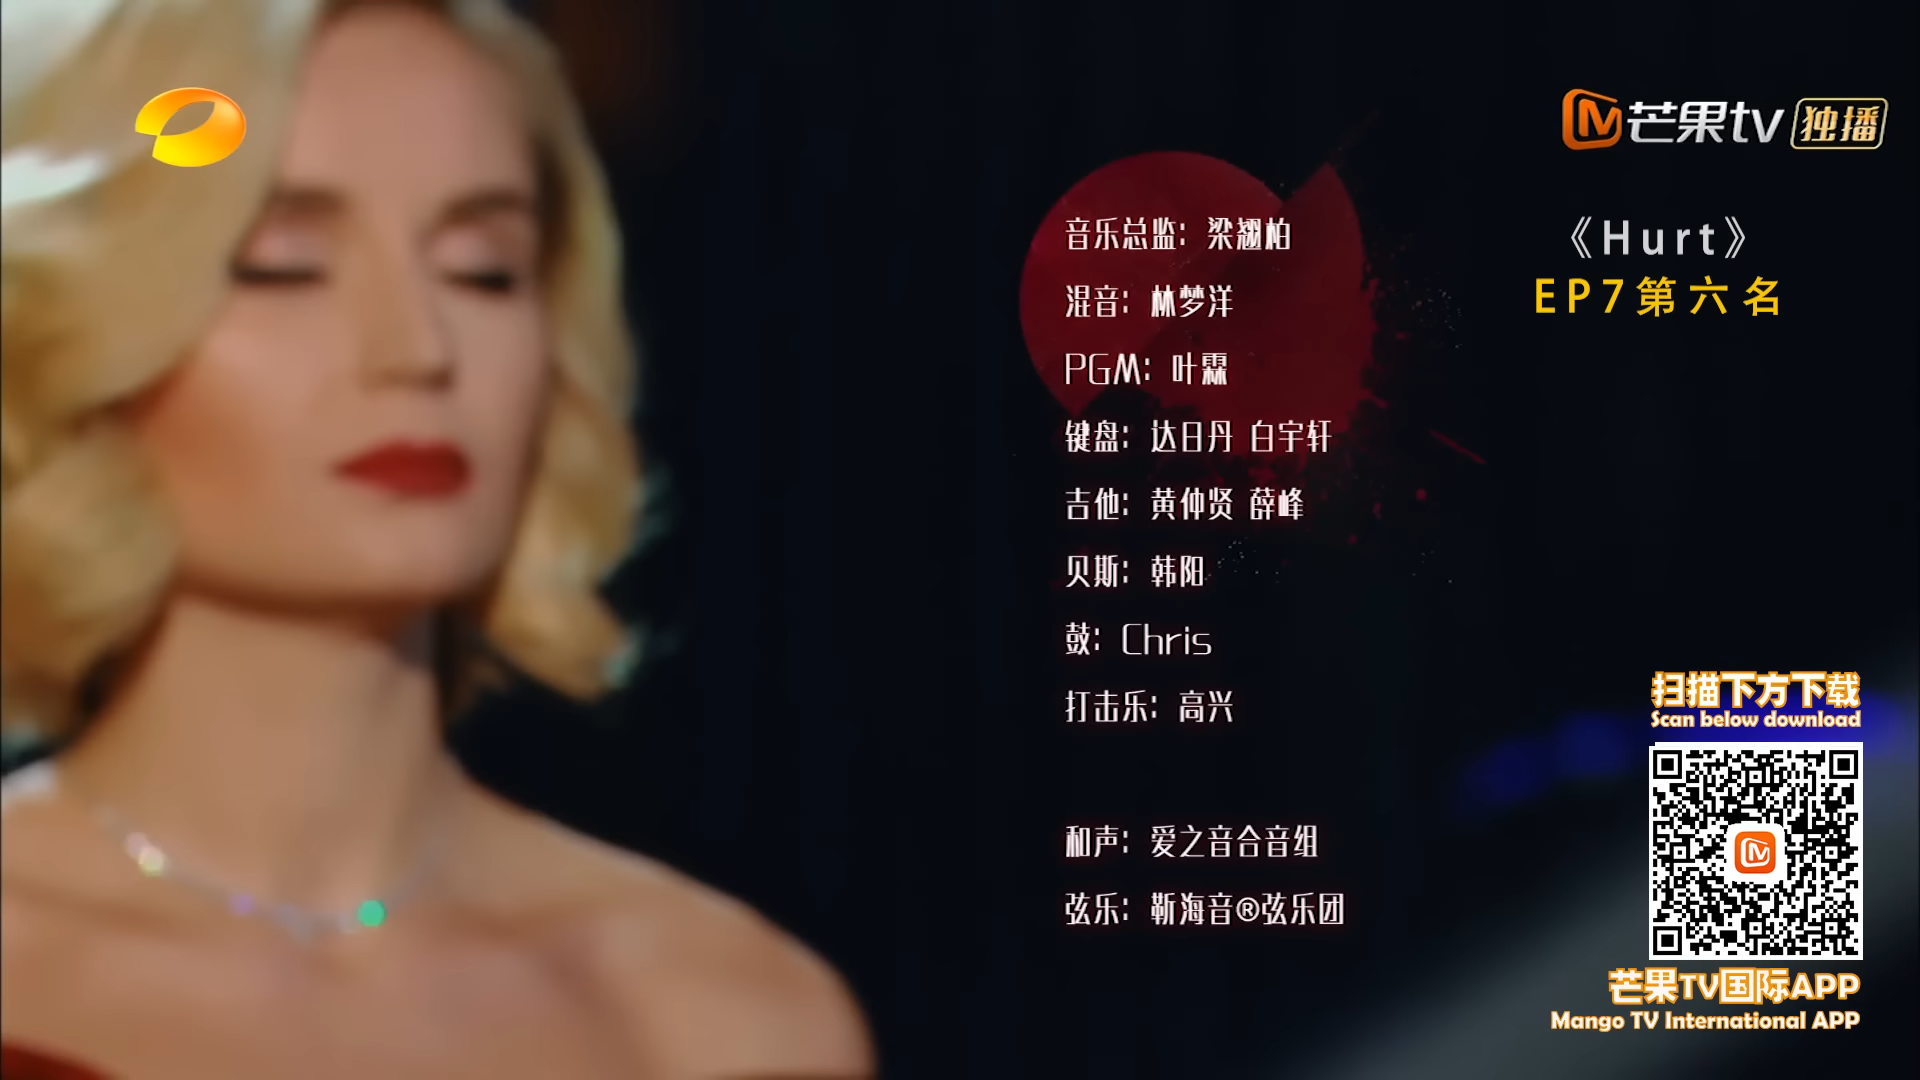 芒果tv 独播
《Hurt》
EP7第六名
音乐总监：梁翘柏
混音：林梦洋
PGM：叶霖
键盘：达日丹 白宇轩
吉他：黄仲贤 薛峰
贝斯：韩阳
鼓：Chris
打击乐：高兴
和声：爱之音合音组
弦乐：靳海音®弦乐团
扫描下方下载
Scan below download
芒果TV国际APP
Mango TV International APP